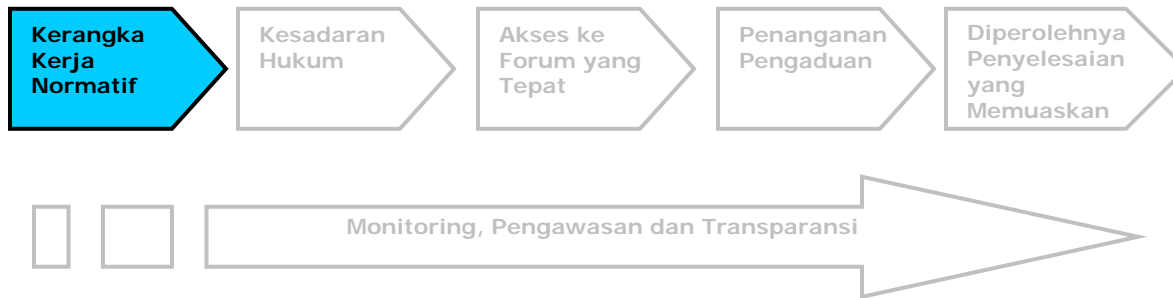 Kerangka
Kerja
Normatif
Kesadaran
Hukum
Akses ke
Forum yang
Tepat
Penanganan
Pengaduan
Diperolehnya
Penyelesaian
yang
Memuaskan
Monitoring, Pengawasan dan Transparansi